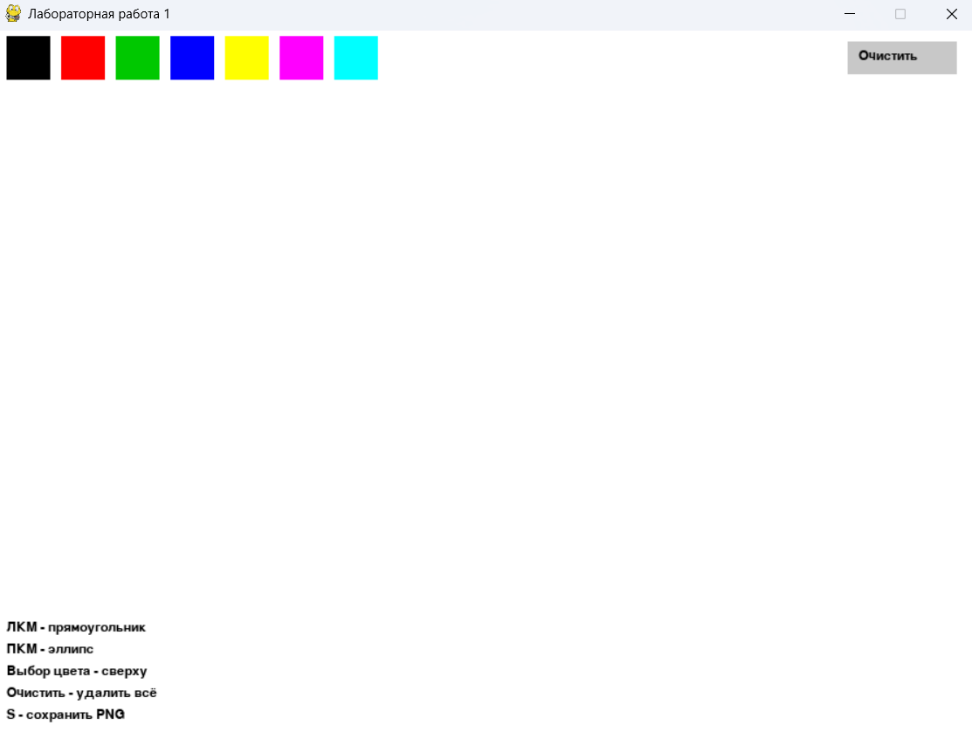 Лабораторная работа 1
Очистить
ЛКМ - прямоугольник
ПКМ - эллипс
Выбор цвета - сверху
Очистить - удалить всё
S - сохранить PNG